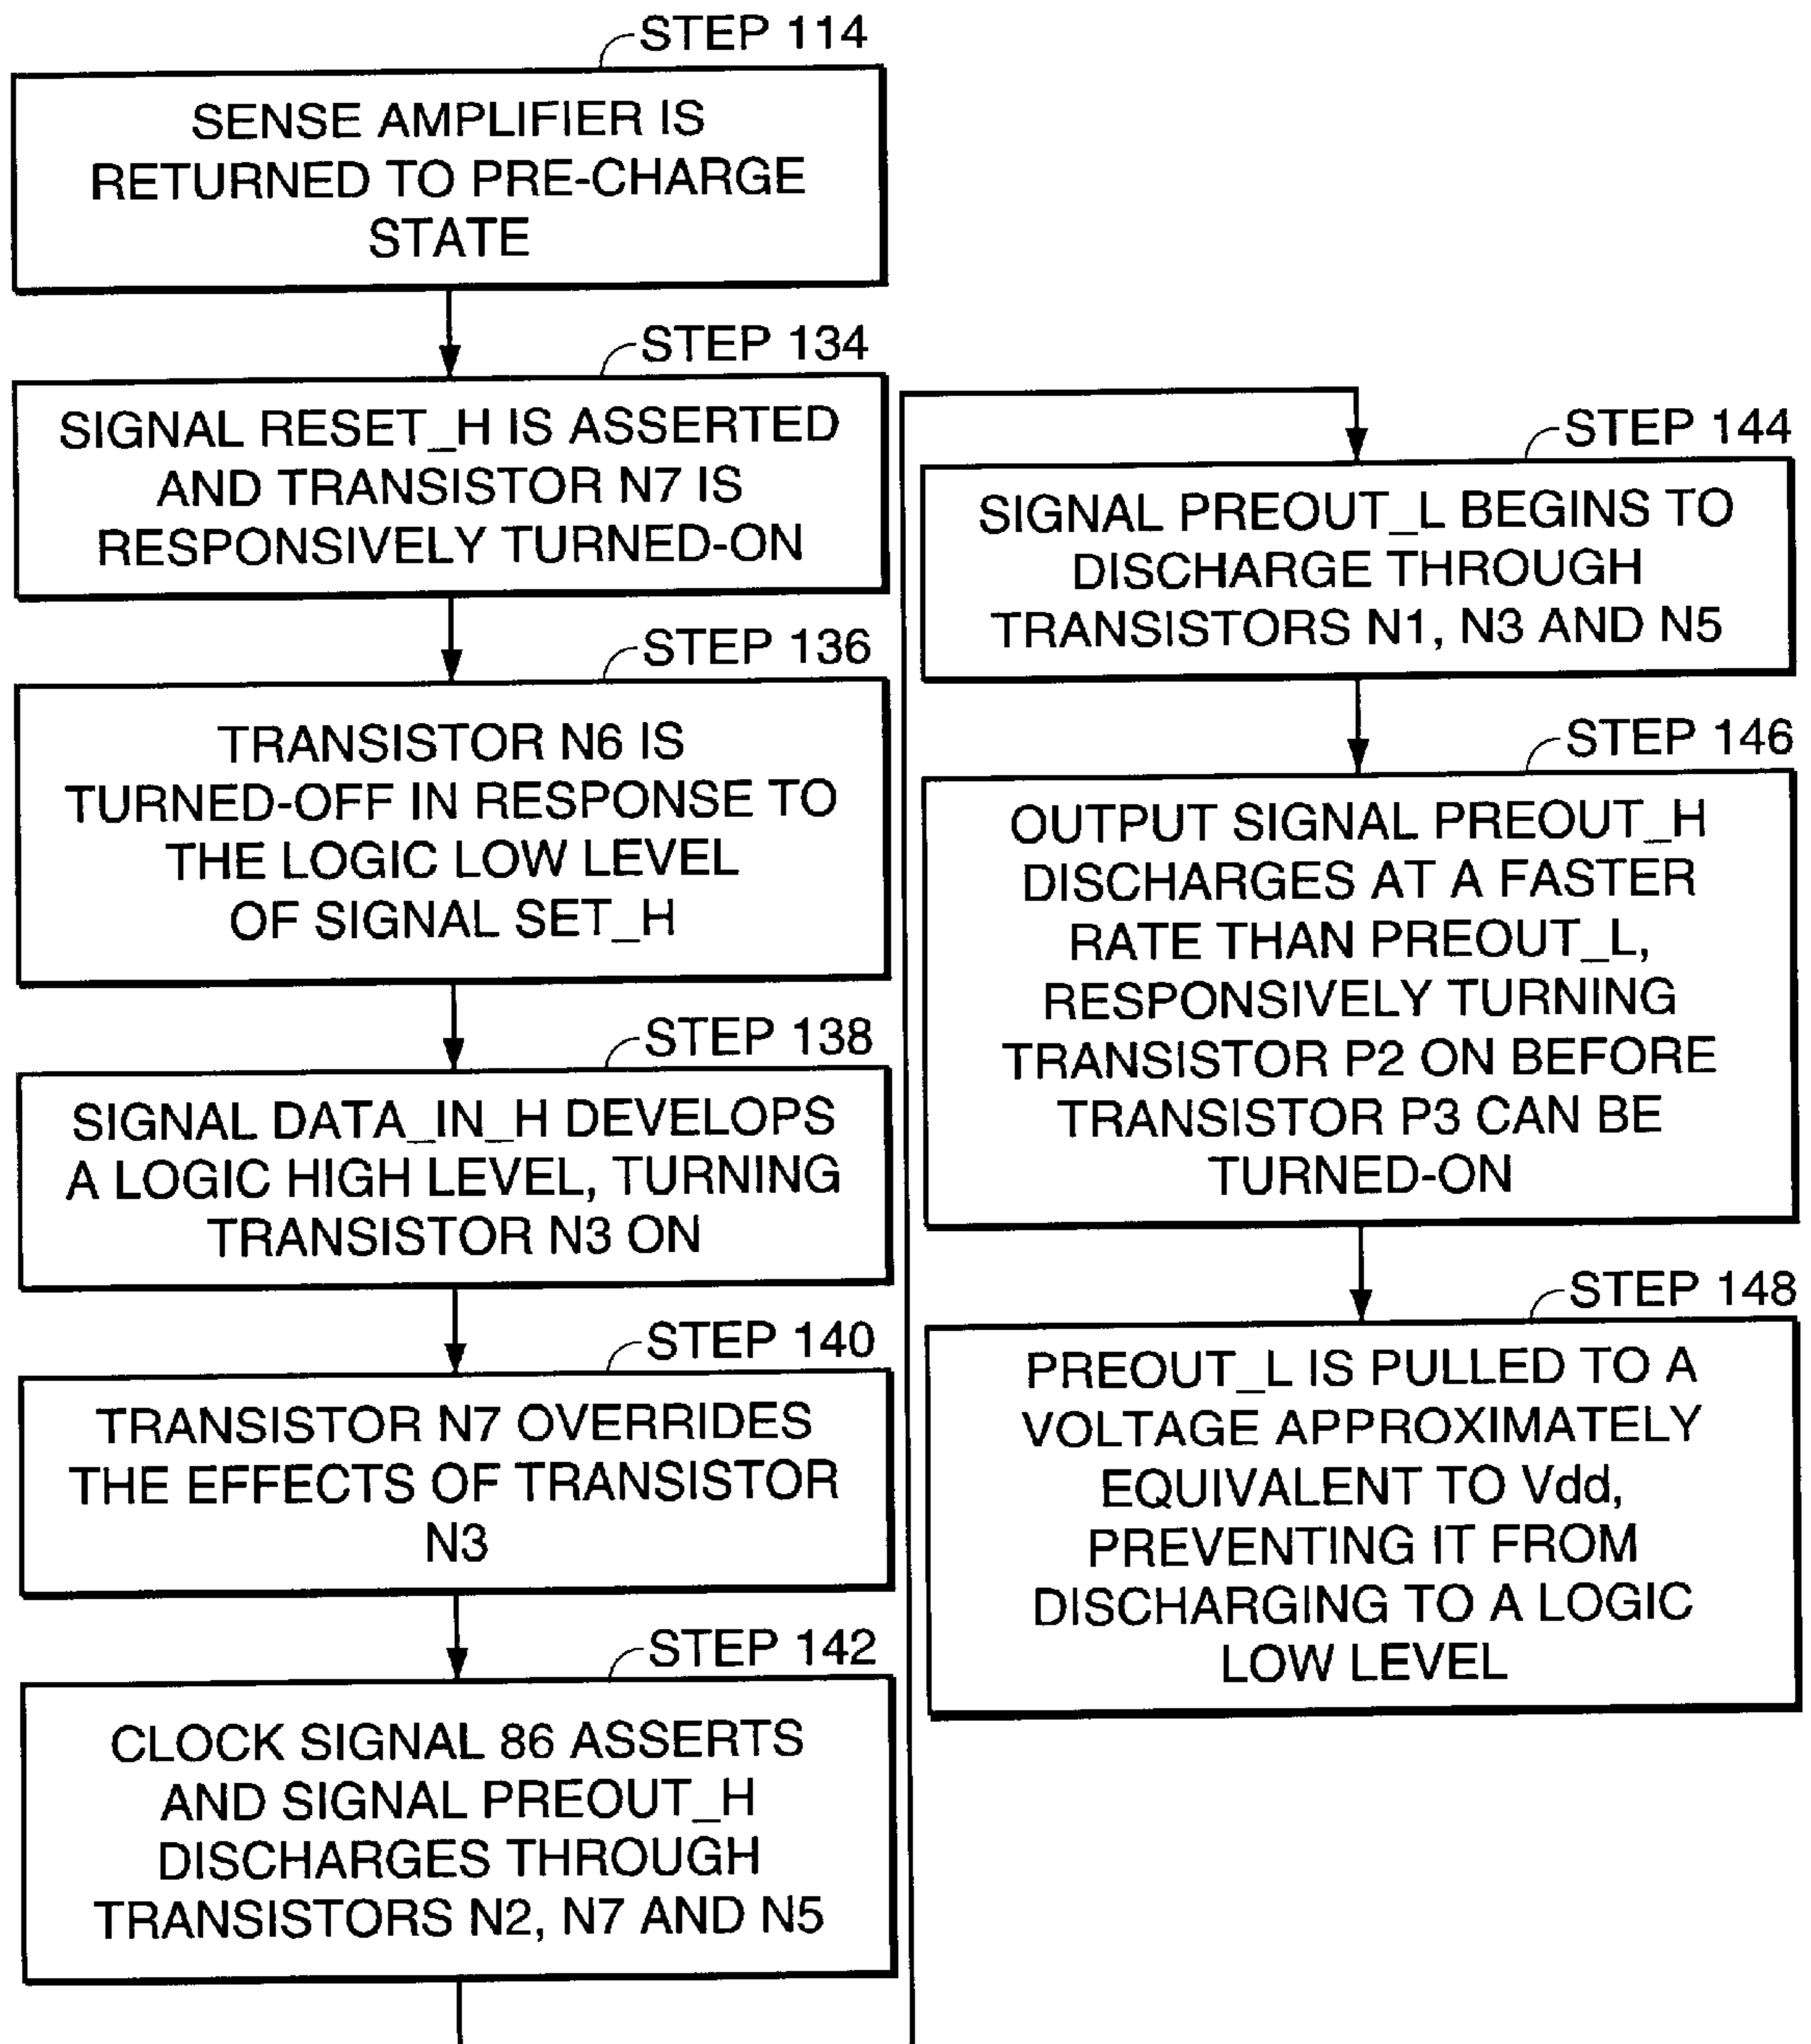 STEP 114
SENSE AMPLIFIER IS
RETURNED TO PRE-CHARGE
STATE
STEP 134
SIGNAL RESET_H IS ASSERTED
AND TRANSISTOR N7 IS
RESPONSIVELY TURNED-ON
STEP 136
TRANSISTOR N6 IS
TURNED-OFF IN RESPONSE TO
THE LOGIC LOW LEVEL
OF SIGNAL SET_H
STEP 138
SIGNAL DATA_IN_H DEVELOPS
A LOGIC HIGH LEVEL, TURNING
TRANSISTOR N3 ON
STEP 140
TRANSISTOR N7 OVERRIDES
THE EFFECTS OF TRANSISTOR
N3
STEP 142
CLOCK SIGNAL 86 ASSERTS
AND SIGNAL PREOUT_H
DISCHARGES THROUGH
TRANSISTORS N2, N7 AND N5
STEP 144
SIGNAL PREOUT_L BEGINS TO
DISCHARGE THROUGH
TRANSISTORS N1, N3 AND N5
STEP 146
OUTPUT SIGNAL PREOUT_H
DISCHARGES AT A FASTER
RATE THAN PREOUT_L,
RESPONSIVELY TURNING
TRANSISTOR P2 ON BEFORE
TRANSISTOR P3 CAN BE
TURNED-ON
STEP 148
PREOUT_L IS PULLED TO A
VOLTAGE APPROXIMATELY
EQUIVALENT TO Vdd,
PREVENTING IT FROM
DISCHARGING TO A LOGIC
LOW LEVEL